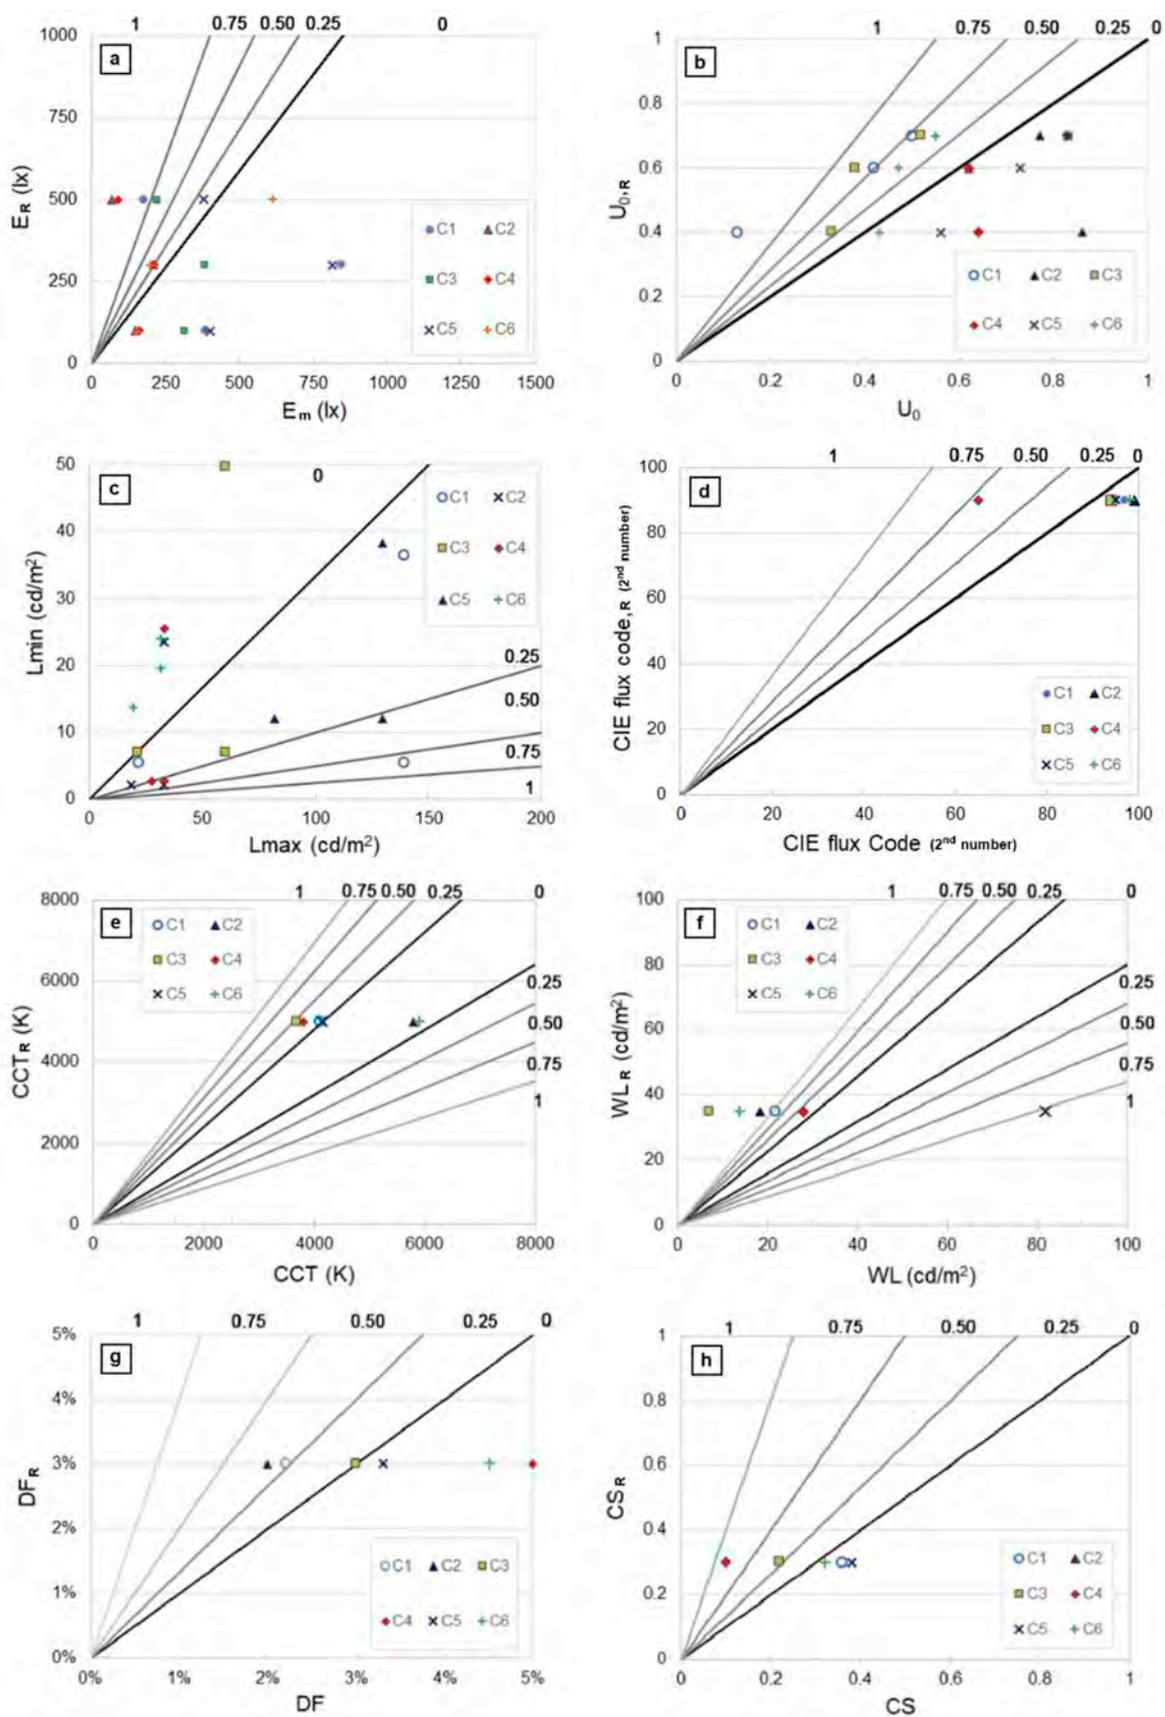 1 0.75 0.50 0.25 0
a
1000
750
500
250
0
E_R (lx)
C1 C2
C3 C4
C5 C6
0 250 500 750 1000 1250 1500
E_m (lx)
1 0.75 0.50 0.25 0
b
1
0.8
0.6
0.4
0.2
0
U_0,R
C1 C2 C3
C4 C5 C6
0 0.2 0.4 0.6 0.8 1
U_0
c
0
50
40
30
20
10
0
Lmin (cd/m²)
C1 C2
C3 C4
C5 C6
0.25
0.50
0.75
1
0 50 100 150 200
Lmax (cd/m²)
1 0.75 0.50 0.25 0
d
100
80
60
40
20
0
CIE flux code,R (2nd number)
C1 C2
C3 C4
C5 C6
0 20 40 60 80 100
CIE flux Code (2nd number)
1 0.75 0.50 0.25 0
e
8000
6000
4000
2000
0
CCT_R (K)
C1 C2
C3 C4
C5 C6
0.25
0.50
0.75
1
0 2000 4000 6000 8000
CCT (K)
1 0.75 0.50 0.25 0
f
100
80
60
40
20
0
WL_R (cd/m²)
C1 C2
C3 C4
C5 C6
0.25
0.50
0.75
1
0 20 40 60 80 100
WL (cd/m²)
1 0.75 0.50 0.25 0
g
5%
4%
3%
2%
1%
0%
DF_R
C1 C2 C3
C4 C5 C6
0% 1% 2% 3% 4% 5%
DF
1 0.75 0.50 0.25 0
h
1
0.8
0.6
0.4
0.2
0
CS_R
C1 C2
C3 C4
C5 C6
0 0.2 0.4 0.6 0.8 1
CS